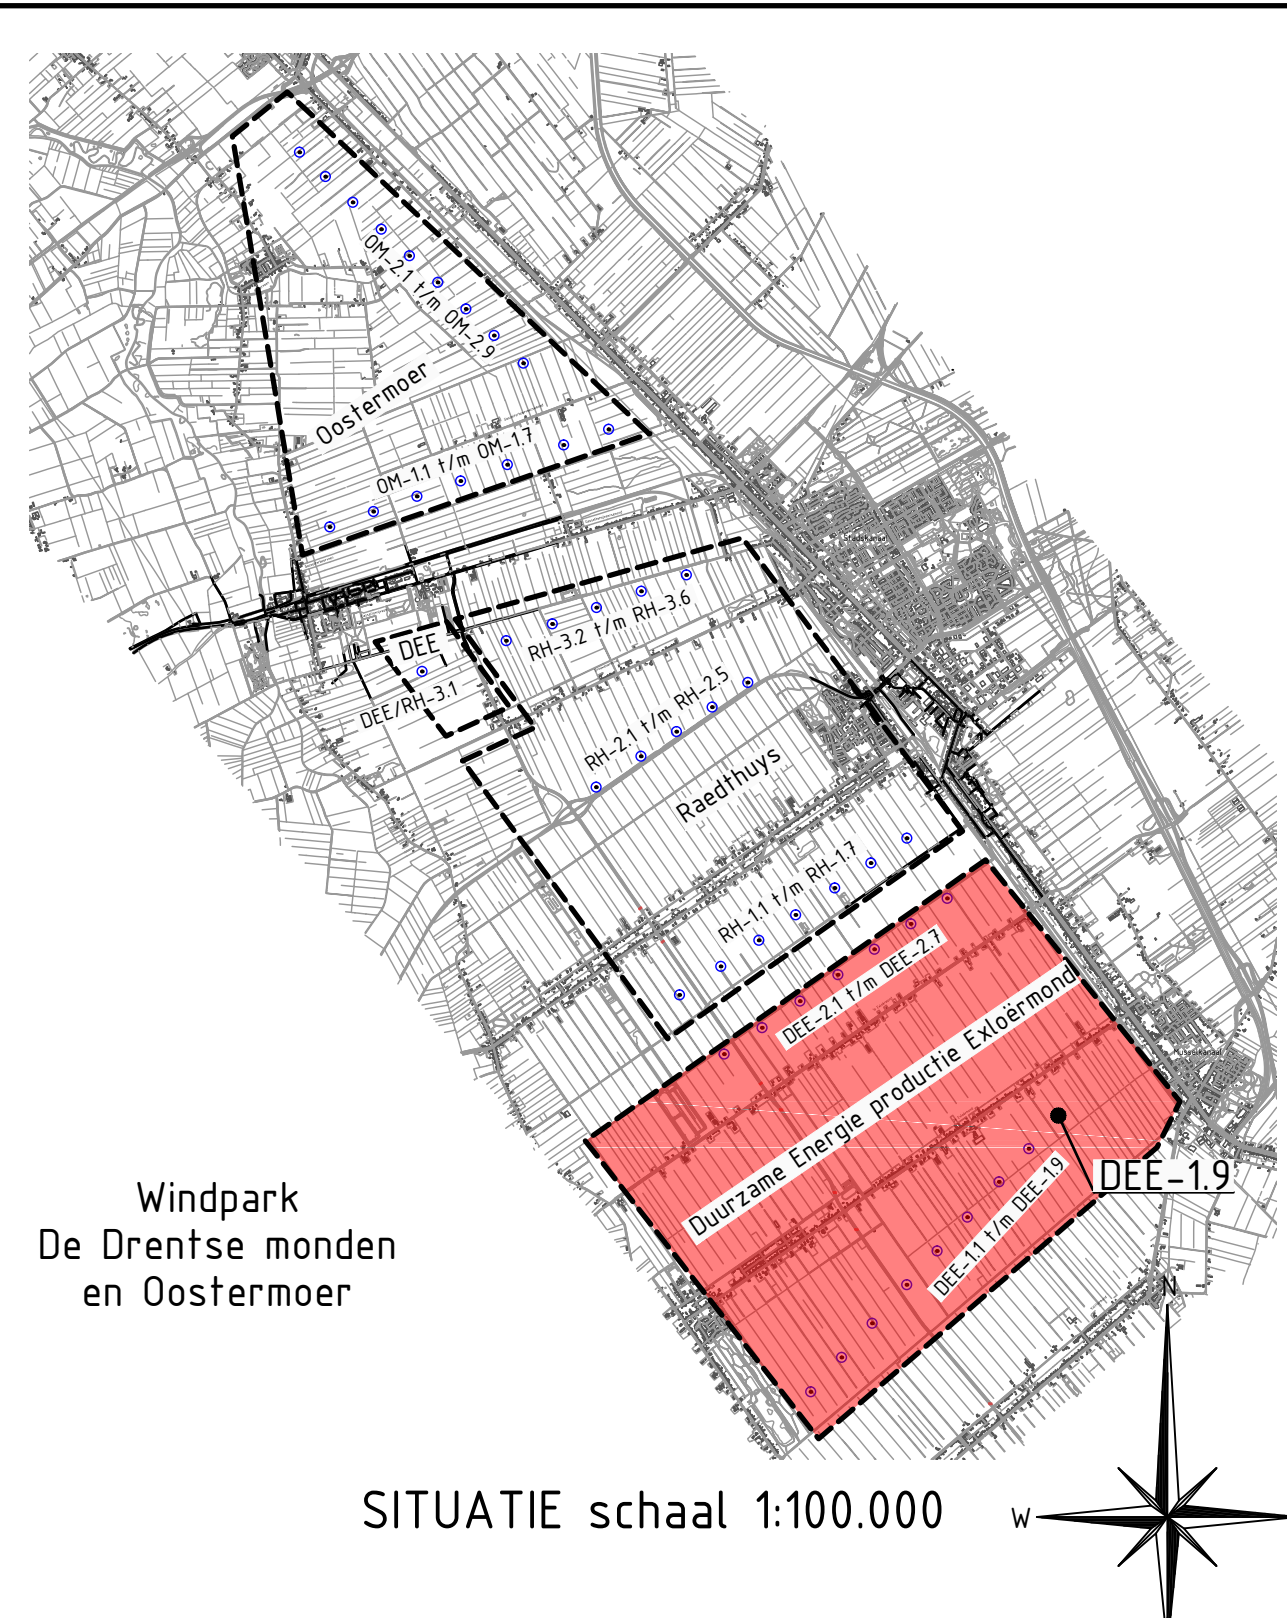 OM-2.1 t/m OM-2.9
Oostermoer
OM-1.1 t/m OM-1.7
Stadskanaal
RH-3.2 t/m RH-3.6
DEE
DEE/RH-3.1
RH-2.1 t/m RH-2.5
Raedthuys
RH-1.1 t/m RH-1.7
DEE-2.1 t/m DEE-2.7
Duurzame Energie productie Exloërmond
Musselkanaal
DEE-1.9
DEE-1.1 t/m DEE-1.9
Windpark
De Drentse monden
en Oostermoer
N
W
SITUATIE schaal 1:100.000